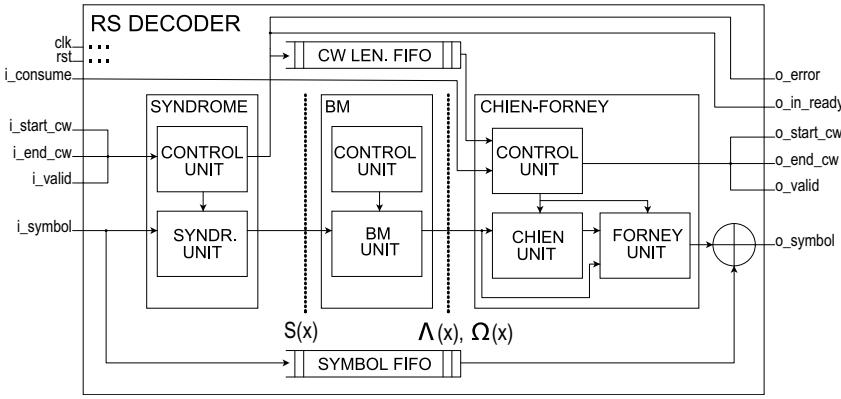 RS DECODER
clk
rst
CW LEN. FIFO
i_consume
o_error
o_in_ready
SYNDROME
BM
CHIEN-FORNEY
i_start_cw
i_end_cw
i_valid
CONTROL
UNIT
CONTROL
UNIT
CONTROL
UNIT
o_start_cw
o_end_cw
o_valid
i_symbol
SYNDR.
UNIT
BM
UNIT
CHIEN
UNIT
FORNEY
UNIT
o_symbol
S(x)
Λ(x), Ω(x)
SYMBOL FIFO